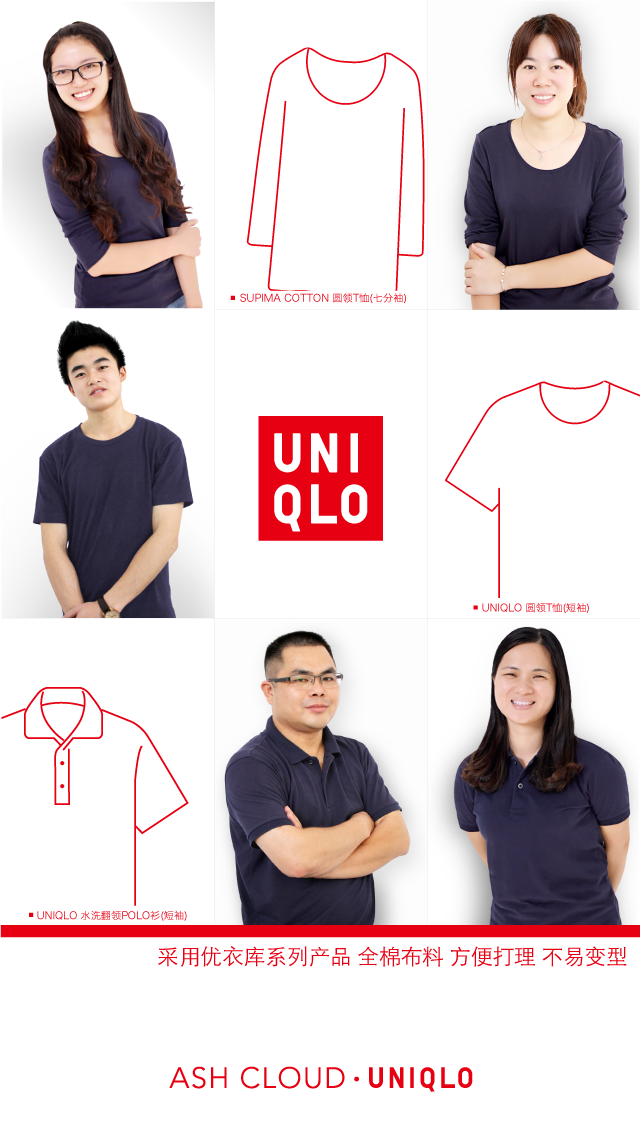 ■ SUPIMA COTTON 圆领T恤(七分袖)
UNI
QLO
■ UNIQLO 圆领T恤(短袖)
■ UNIQLO 水洗翻领POLO衫(短袖)
采用优衣库系列产品 全棉布料 方便打理 不易变型
ASH CLOUD · UNIQLO